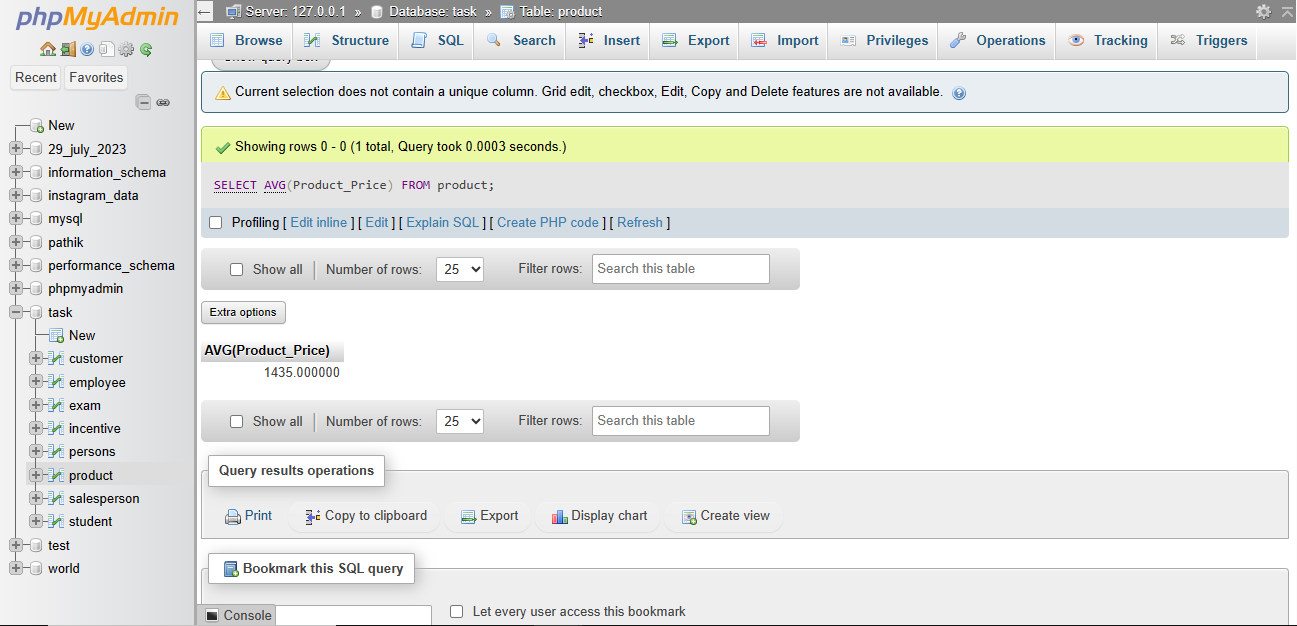 phpMyAdmin
Recent Favorites
New
29_july_2023
information_schema
instagram_data
mysql
pathik
performance_schema
phpmyadmin
task
New
customer
employee
exam
incentive
persons
product
salesperson
student
test
world
Server: 127.0.0.1 » Database: task » Table: product
Browse Structure SQL Search Insert Export Import Privileges Operations Tracking Triggers
Show query box
Current selection does not contain a unique column. Grid edit, checkbox, Edit, Copy and Delete features are not available.
Showing rows 0 - 0 (1 total, Query took 0.0003 seconds.)
SELECT AVG(Product_Price) FROM product;
Profiling [ Edit inline ] [ Edit ] [ Explain SQL ] [ Create PHP code ] [ Refresh ]
Show all Number of rows: 25 Filter rows: Search this table
Extra options
AVG(Product_Price)
1435.000000
Show all Number of rows: 25 Filter rows: Search this table
Query results operations
Print Copy to clipboard Export Display chart Create view
Bookmark this SQL query
Console Let every user access this bookmark